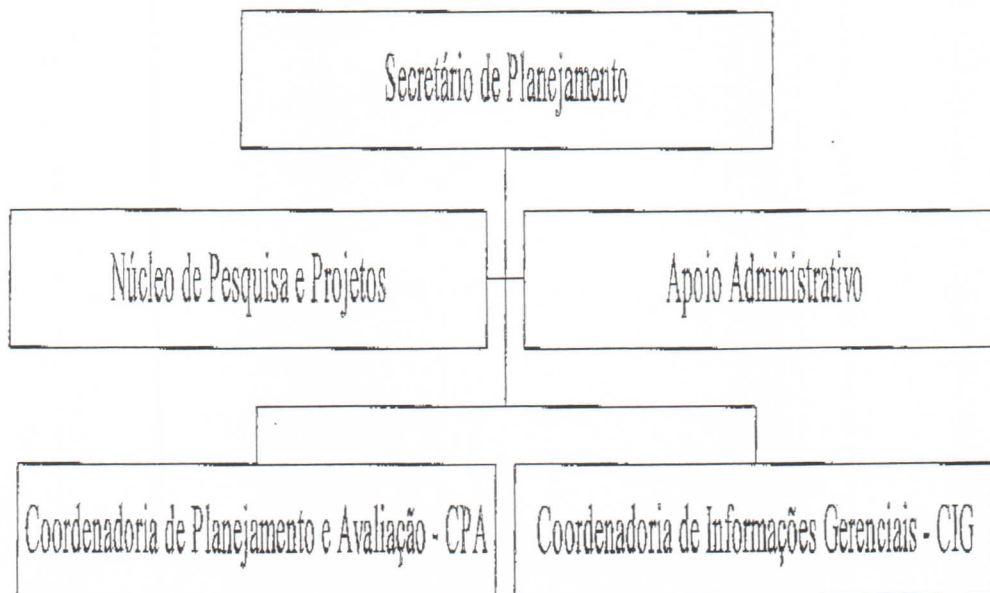 Secretário de Planejamento
Núcleo de Pesquisa e Projetos
Apoio Administrativo
Coordenadoria de Planejamento e Avaliação - CPA
Coordenadoria de Informações Gerenciais - CIG